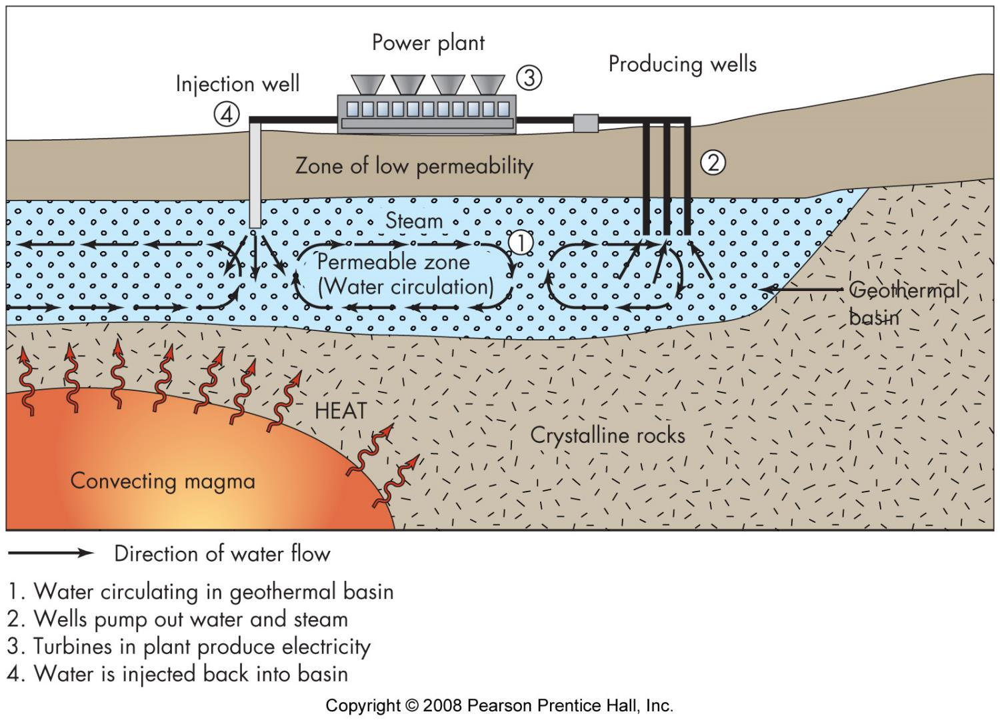 Power plant
3
Producing wells
Injection well
4
Zone of low permeability
2
Steam
1
Permeable zone
(Water circulation)
Geothermal
basin
HEAT
Crystalline rocks
Convecting magma
Direction of water flow
1. Water circulating in geothermal basin
2. Wells pump out water and steam
3. Turbines in plant produce electricity
4. Water is injected back into basin
Copyright © 2008 Pearson Prentice Hall, Inc.